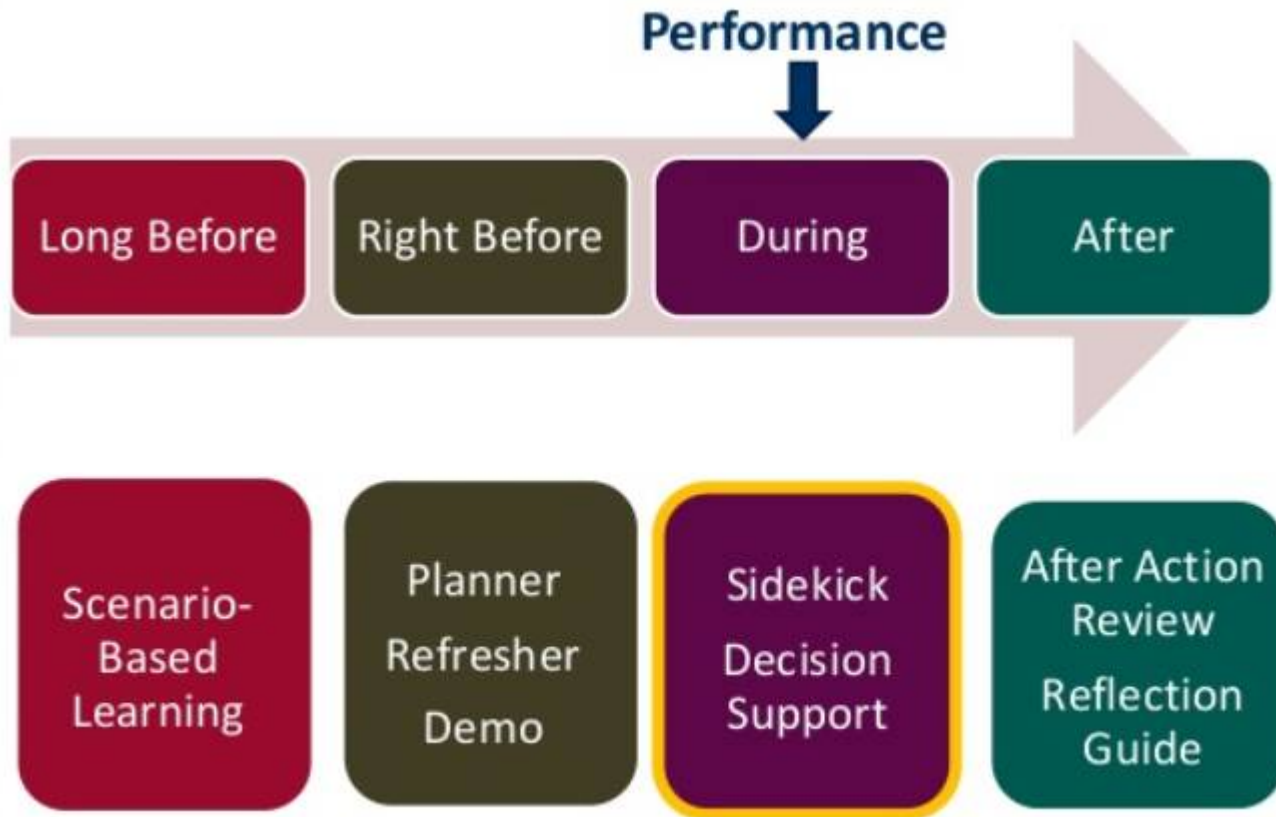 Performance
Long Before
Right Before
During
After
Scenario-
Based
Learning
Planner
Refresher
Demo
Sidekick
Decision
Support
After Action
Review
Reflection
Guide